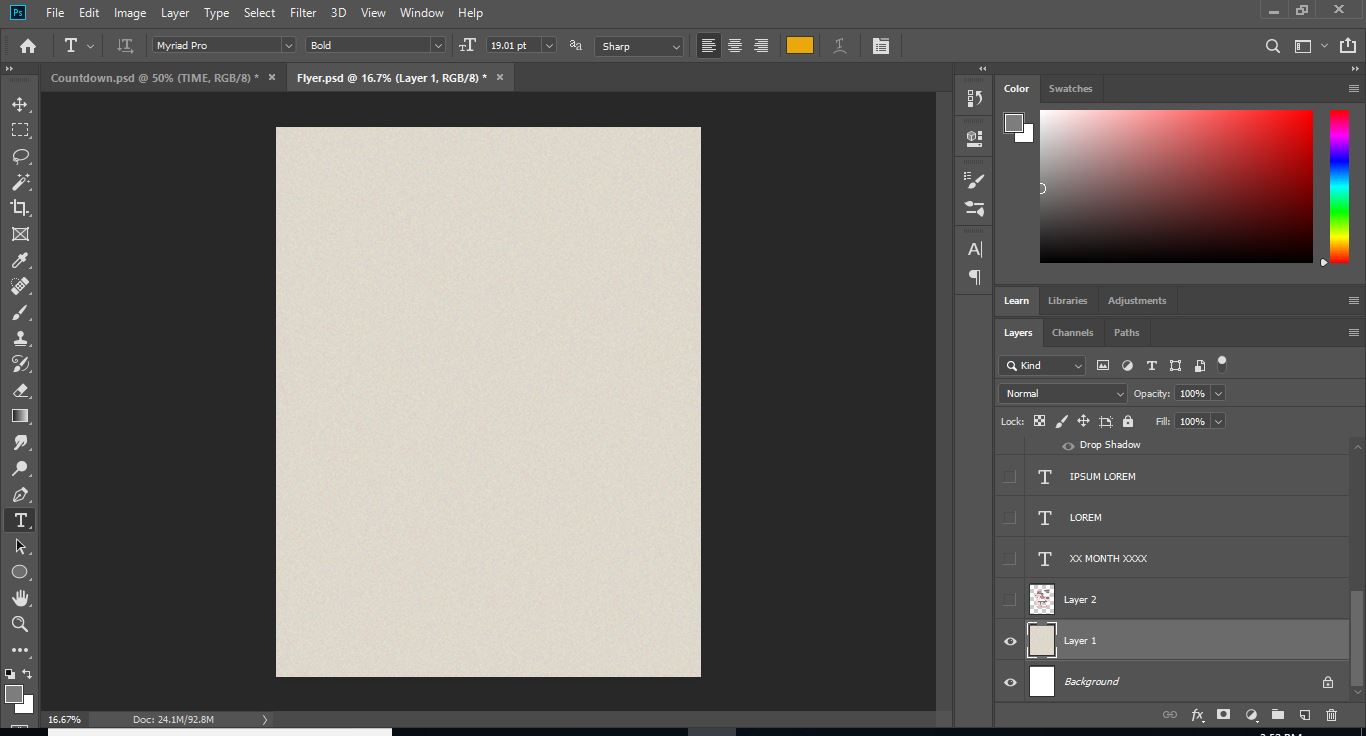 Ps File Edit Image Layer Type Select Filter 3D View Window Help
T Myriad Pro Bold 19.01 pt Sharp
Countdown.psd @ 50% (TIME, RGB/8) * × Flyer.psd @ 16.7% (Layer 1, RGB/8) * ×
Color Swatches
Learn Libraries Adjustments
Layers Channels Paths
Kind
Normal Opacity: 100%
Lock: Fill: 100%
Drop Shadow
T IPSUM LOREM
T LOREM
T XX MONTH XXXX
Layer 2
Layer 1
Background
16.67% Doc: 24.1M/92.8M